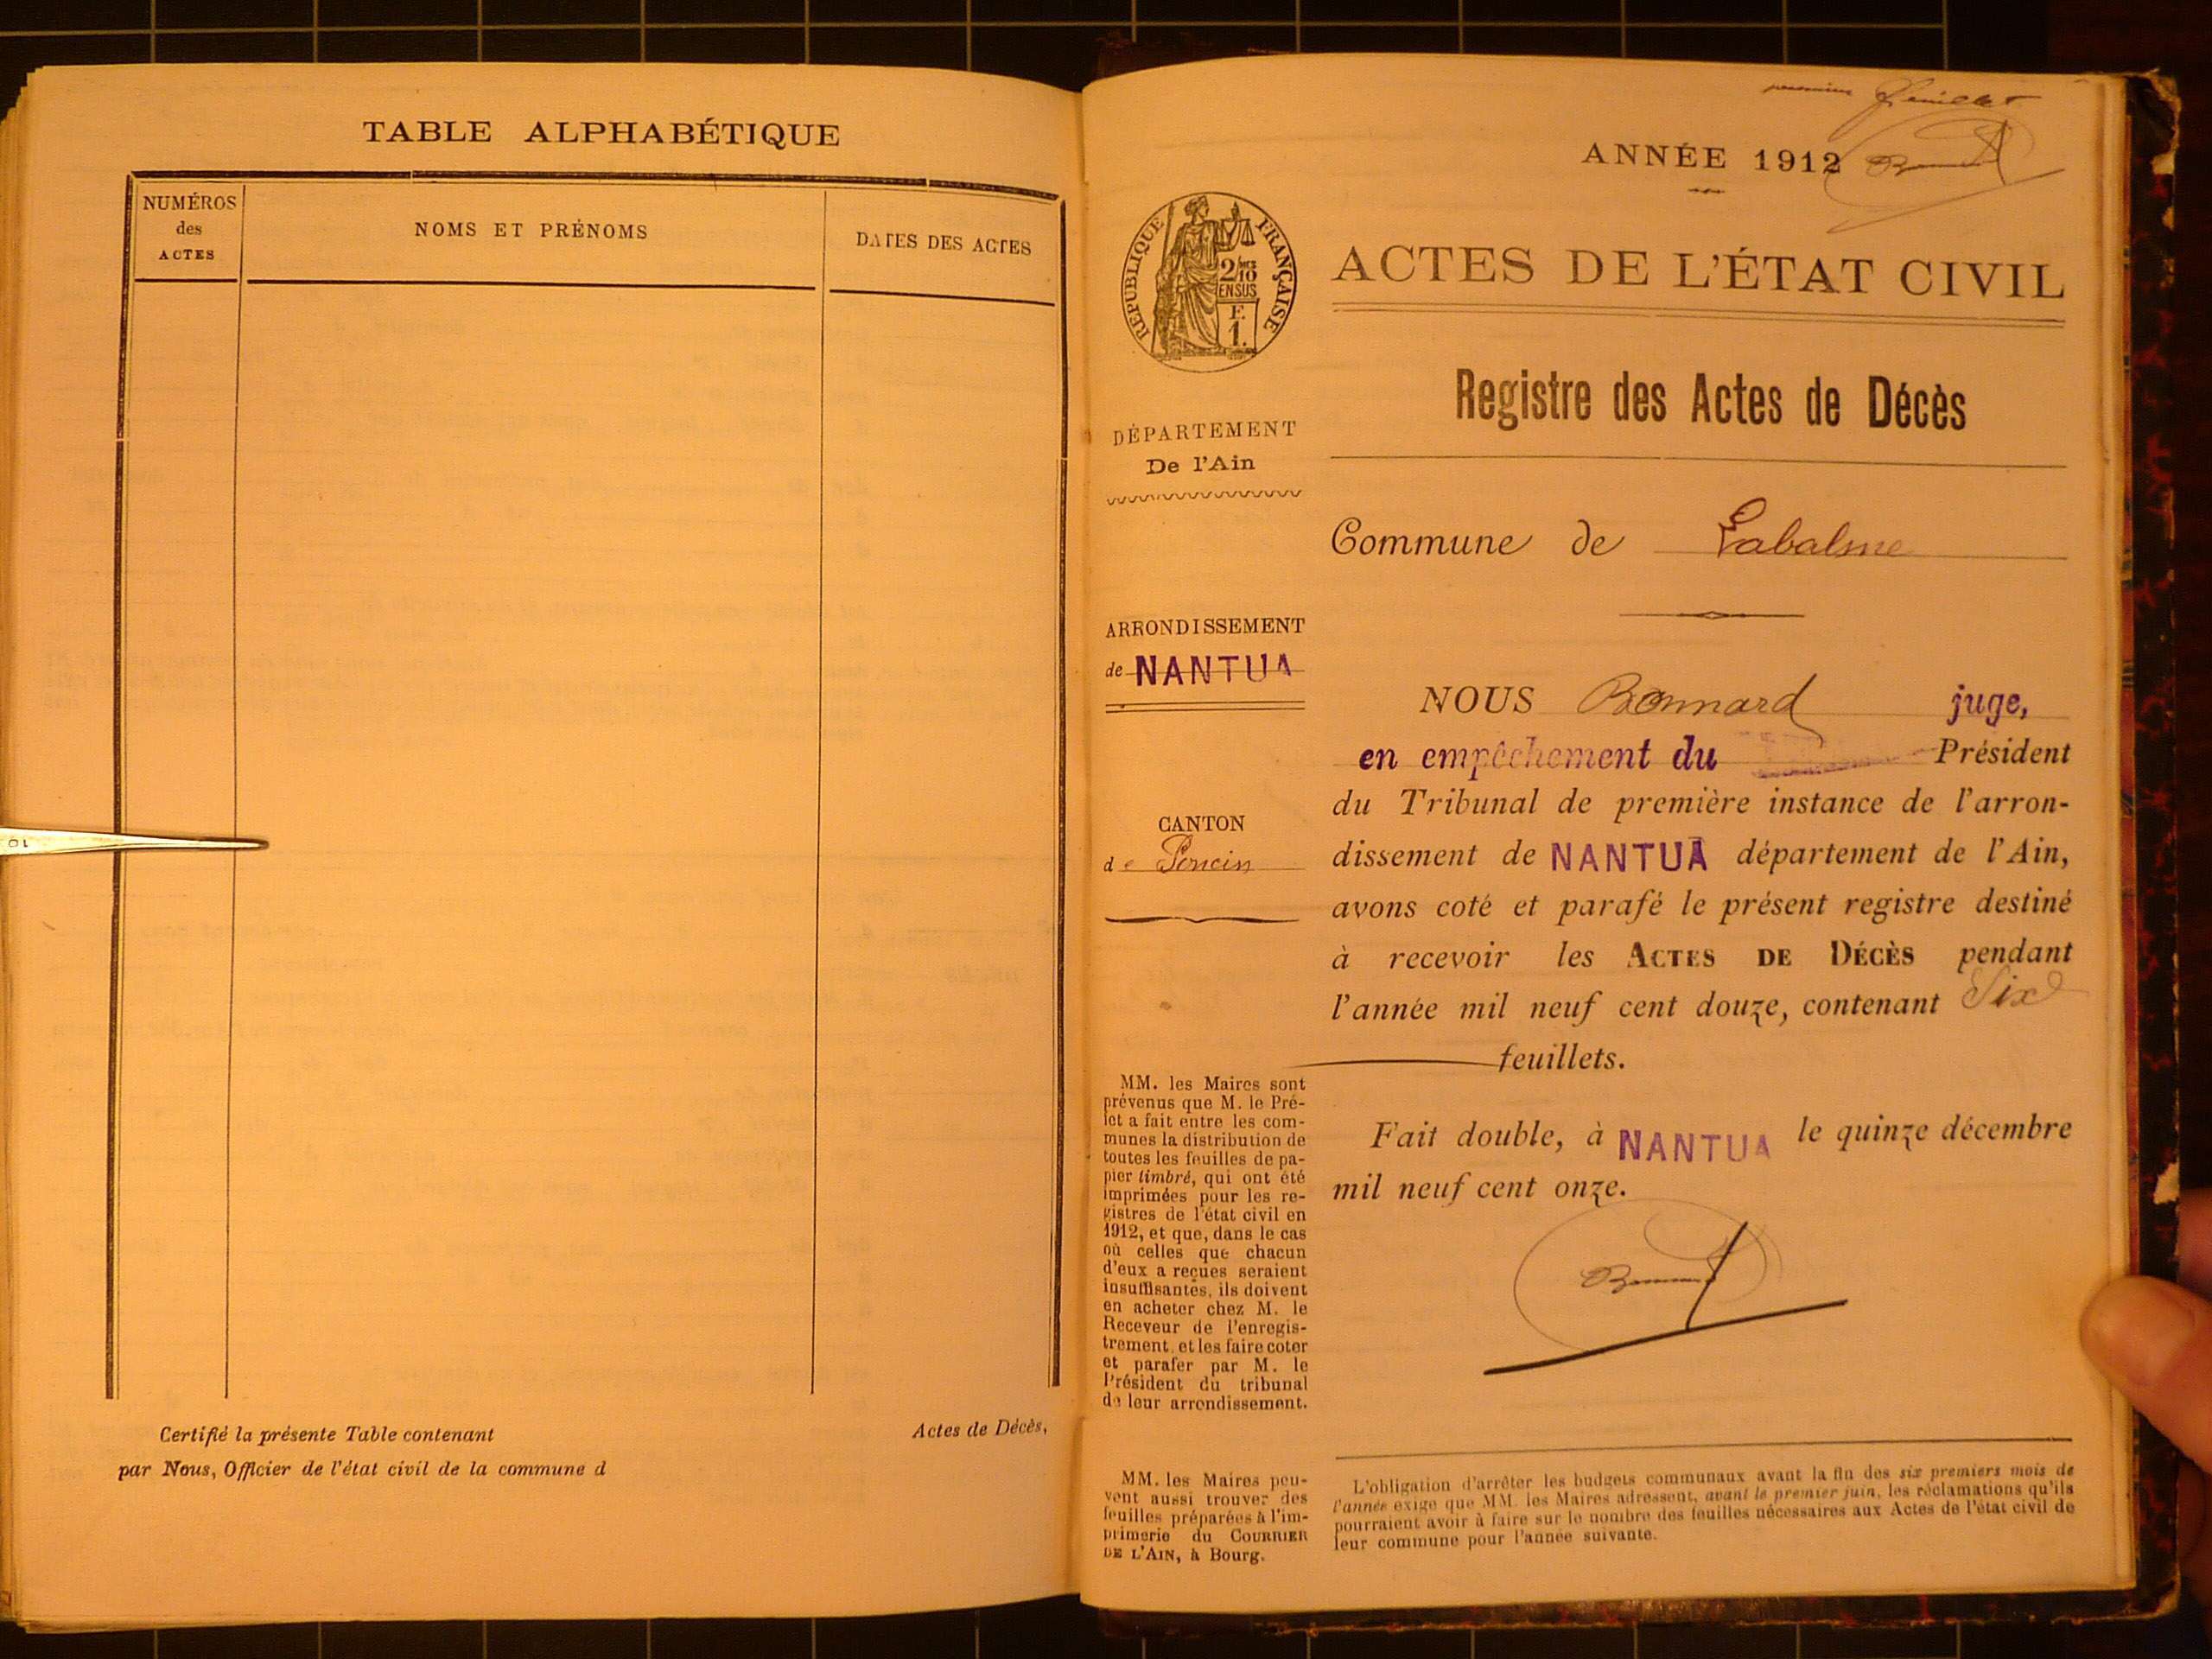 TABLE ALPHABÉTIQUE
NUMÉROS
des
ACTES
NOMS ET PRÉNOMS
DATES DES ACTES
Certifié la présente Table contenant Actes de Décès,
par Nous, Officier de l'état civil de la commune d
10
premier feuillet
ANNÉE 1912
RÉPUBLIQUE FRANÇAISE
2/10
EN SUS
F.
1.
DÉPARTEMENT
De l'Ain
ARRONDISSEMENT
de NANTUA
CANTON
de Poncin
MM. les Maires sont
prévenus que M. le Pré-
fet a fait entre les com-
munes la distribution de
toutes les feuilles de pa-
pier timbré, qui ont été
imprimées pour les re-
gistres de l'état civil en
1912, et que, dans le cas
où celles que chacun
d'eux a reçues seraient
insuffisantes, ils doivent
en acheter chez M. le
Receveur de l'enregis-
trement, et les faire coter
et parafer par M. le
Président du tribunal
de leur arrondissement.
MM. les Maires peu-
vent aussi trouver des
feuilles préparées à l'im-
primerie du COURRIER
DE L'AIN, à Bourg.
ACTES DE L'ÉTAT CIVIL
Registre des Actes de Décès
Commune de Labalme
NOUS Bonnard juge,
en empêchement du Président
du Tribunal de première instance de l'arron-
dissement de NANTUA département de l'Ain,
avons coté et parafé le présent registre destiné
à recevoir les ACTES DE DÉCÈS pendant
l'année mil neuf cent douze, contenant Six
feuillets.
Fait double, à NANTUA le quinze décembre
mil neuf cent onze.
L'obligation d'arrêter les budgets communaux avant la fin des six premiers mois de
l'année exige que MM. les Maires adressent, avant le premier juin, les réclamations qu'ils
pourraient avoir à faire sur le nombre des feuilles nécessaires aux Actes de l'état civil de
leur commune pour l'année suivante.